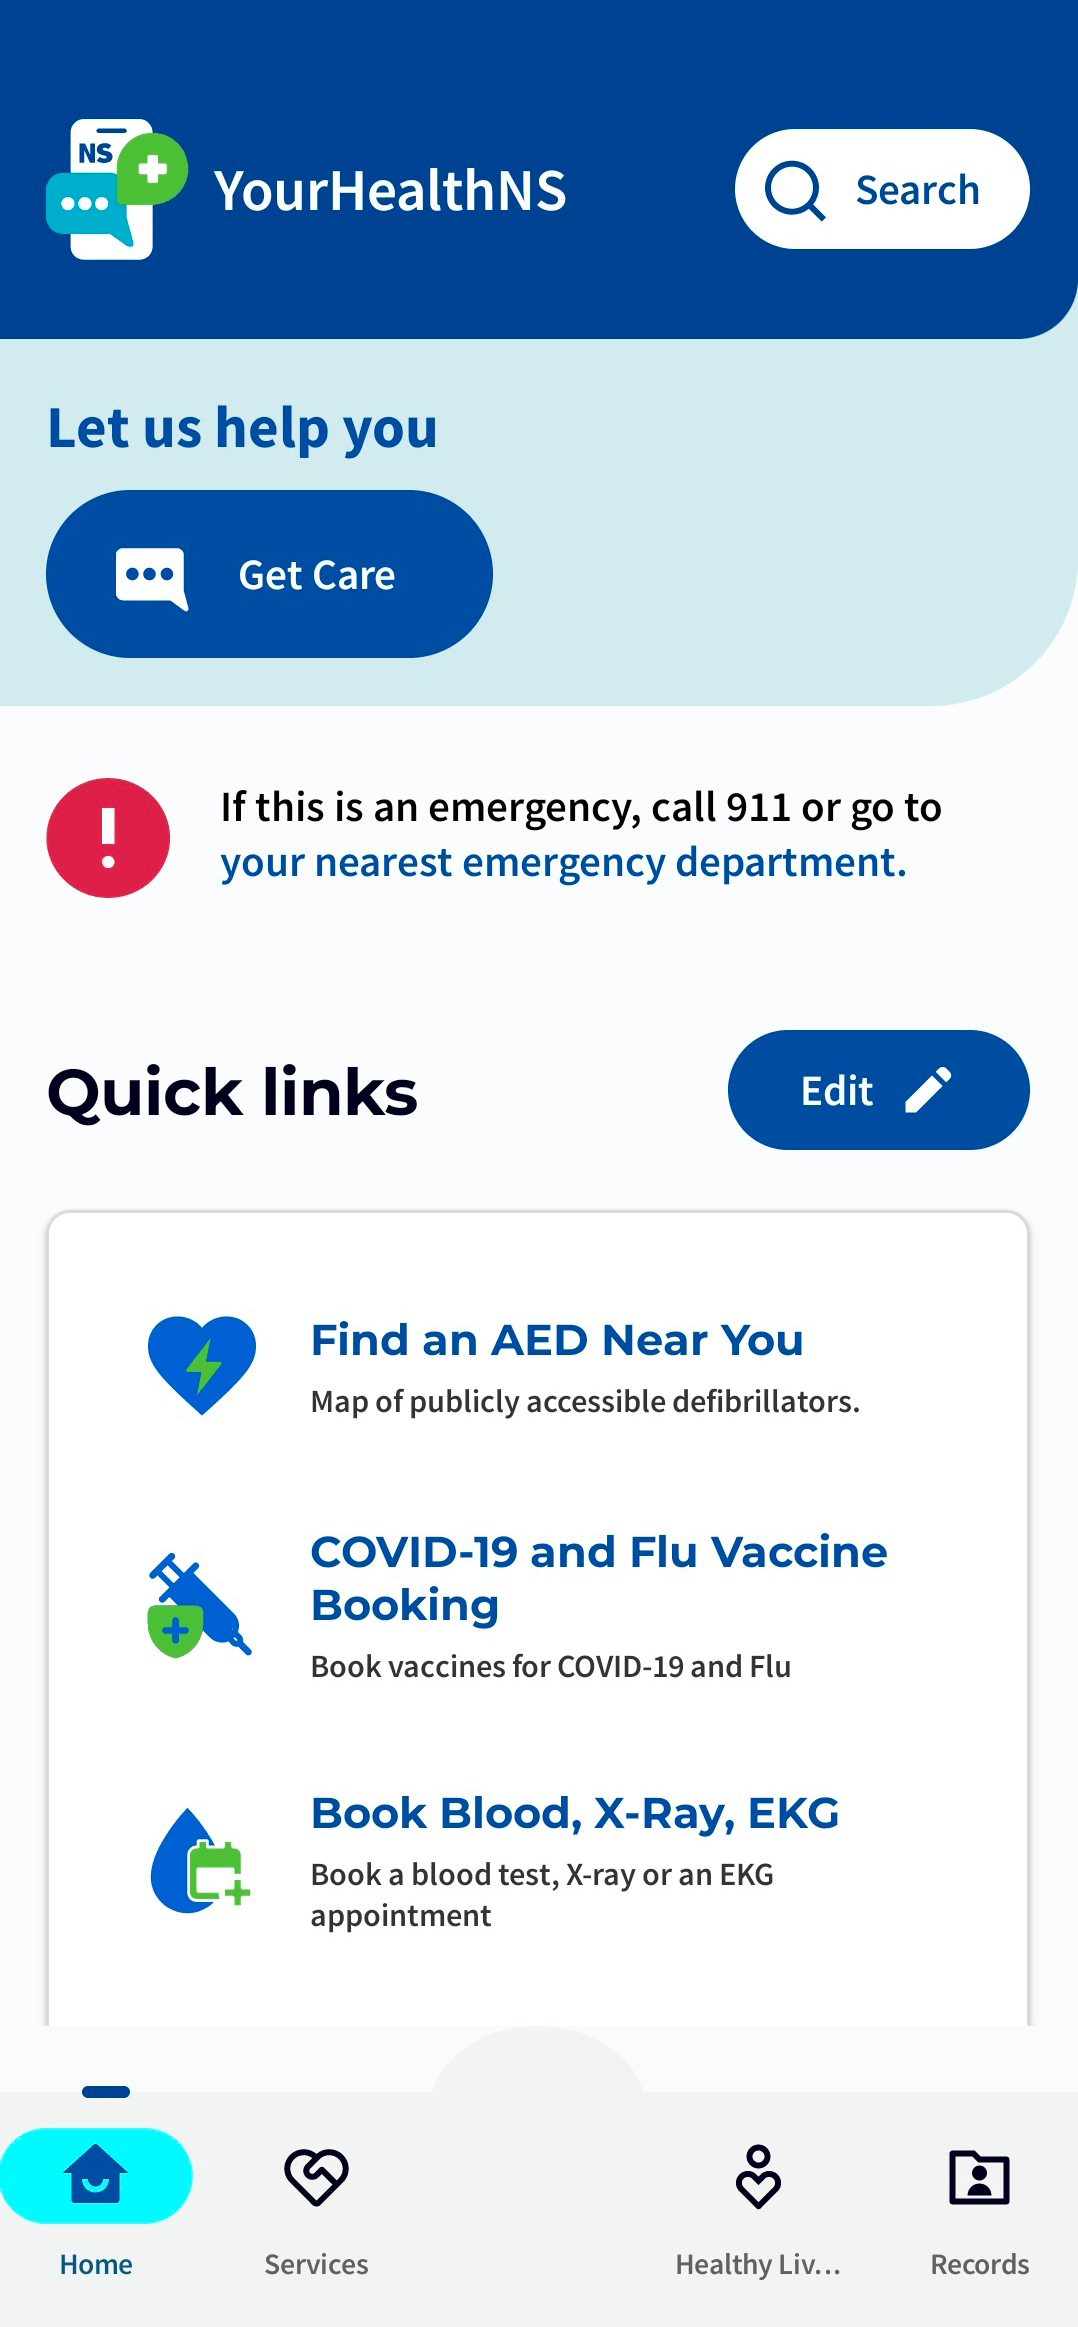 NS
YourHealthNS
Search
Let us help you
Get Care
If this is an emergency, call 911 or go to
your nearest emergency department.
Quick links
Edit
Find an AED Near You
Map of publicly accessible defibrillators.
COVID-19 and Flu Vaccine
Booking
Book vaccines for COVID-19 and Flu
Book Blood, X-Ray, EKG
Book a blood test, X-ray or an EKG
appointment
Home
Services
Healthy Liv...
Records